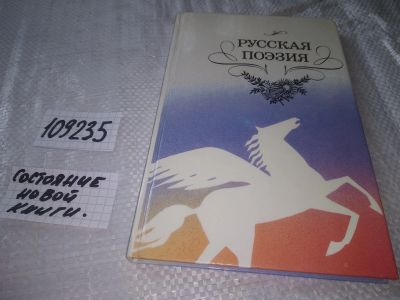 РУССКАЯ
ПОЭЗИЯ
109235
СОСТОЯНИЕ
НОВОЙ
КНИГИ.